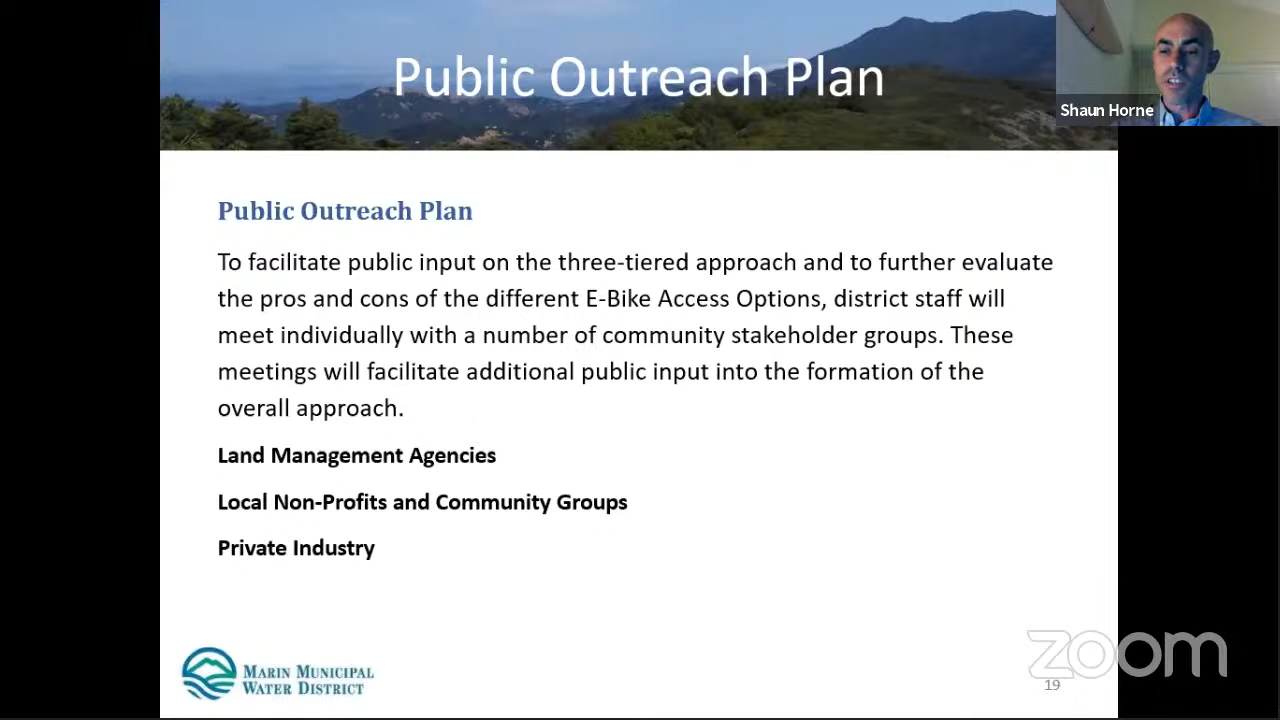 Public Outreach Plan
Shaun Horne
Public Outreach Plan
To facilitate public input on the three-tiered approach and to further evaluate
the pros and cons of the different E-Bike Access Options, district staff will
meet individually with a number of community stakeholder groups. These
meetings will facilitate additional public input into the formation of the
overall approach.
Land Management Agencies
Local Non-Profits and Community Groups
Private Industry
MARIN MUNICIPAL
WATER DISTRICT
zoom
19